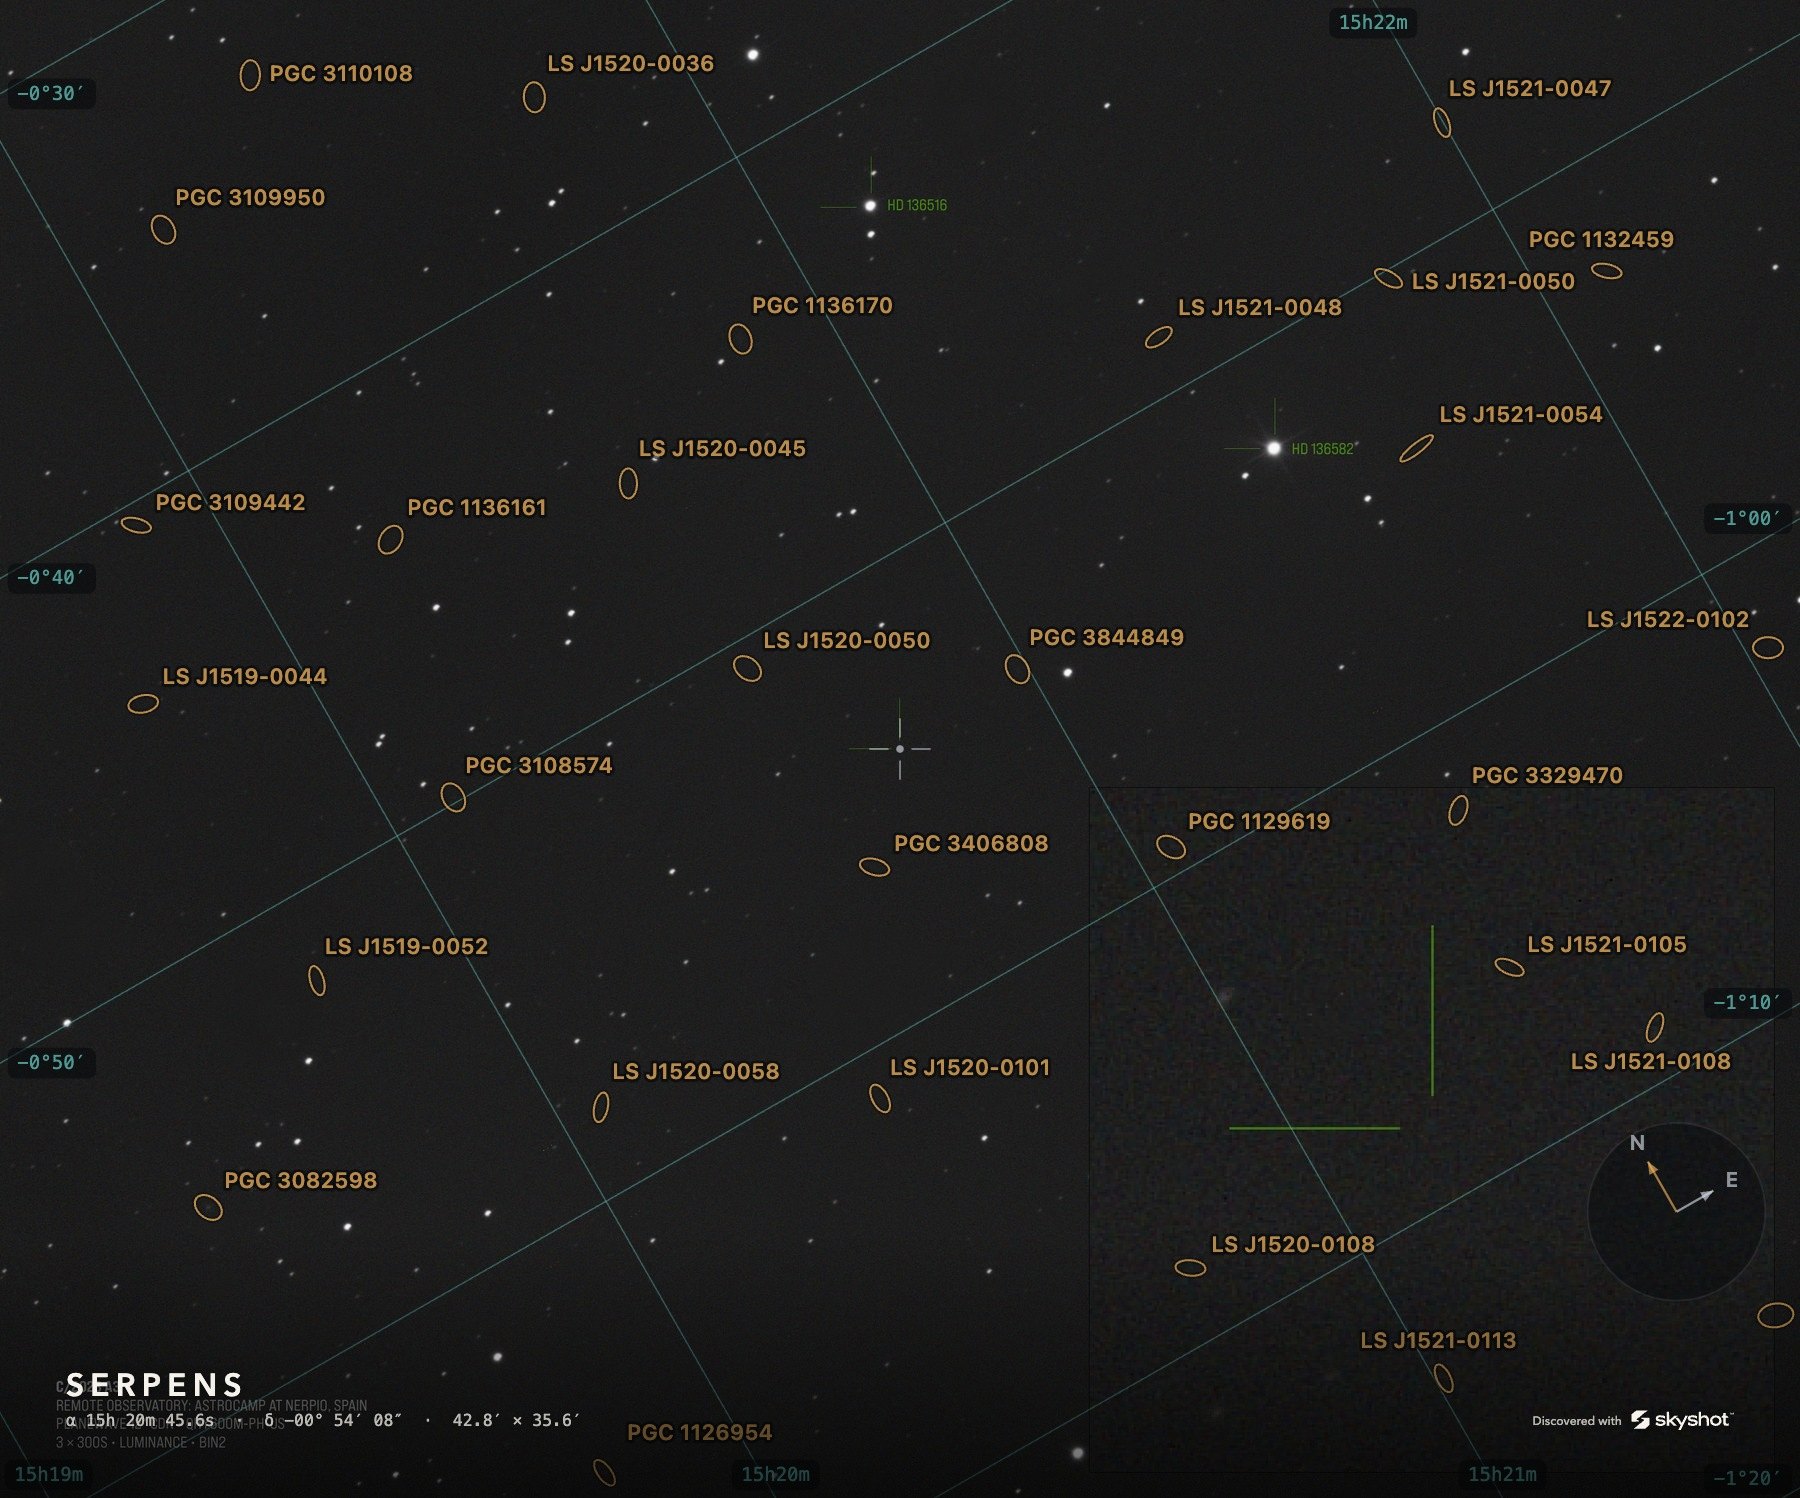 15h22m
LS J1520-0036
PGC 3110108
LS J1521-0047
−0°30′
PGC 3109950
HD 136516
PGC 1132459
LS J1521-0050
PGC 1136170
LS J1521-0048
LS J1521-0054
LS J1520-0045
HD 136582
PGC 3109442
PGC 1136161
−1°00′
−0°40′
LS J1522-0102
LS J1520-0050
PGC 3844849
LS J1519-0044
PGC 3108574
PGC 3329470
PGC 1129619
PGC 3406808
LS J1519-0052
LS J1521-0105
−1°10′
−0°50′
LS J1520-0058
LS J1520-0101
LS J1521-0108
N
E
PGC 3082598
LS J1520-0108
LS J1521-0113
SERPENS
REMOTE OBSERVATORY: ASTROCAMP AT NERPIO, SPAIN
α 15h 20m 45.6s · δ −00° 54′ 08″ · 42.8′ × 35.6′
3 × 300S · LUMINANCE · BIN2
Discovered with skyshot™
PGC 1126954
15h19m
15h20m
15h21m
−1°20′